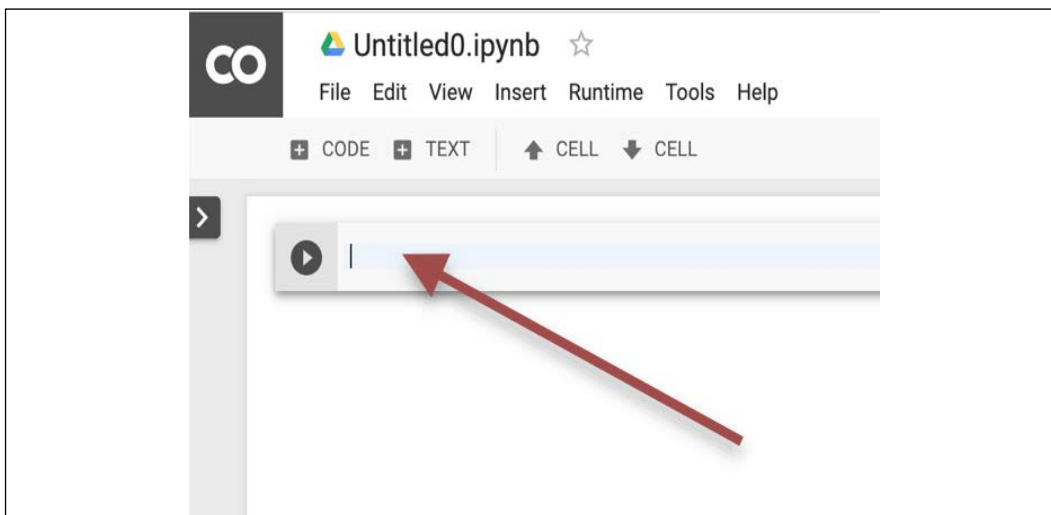 CO
Untitled0.ipynb
File Edit View Insert Runtime Tools Help
CODE TEXT CELL CELL